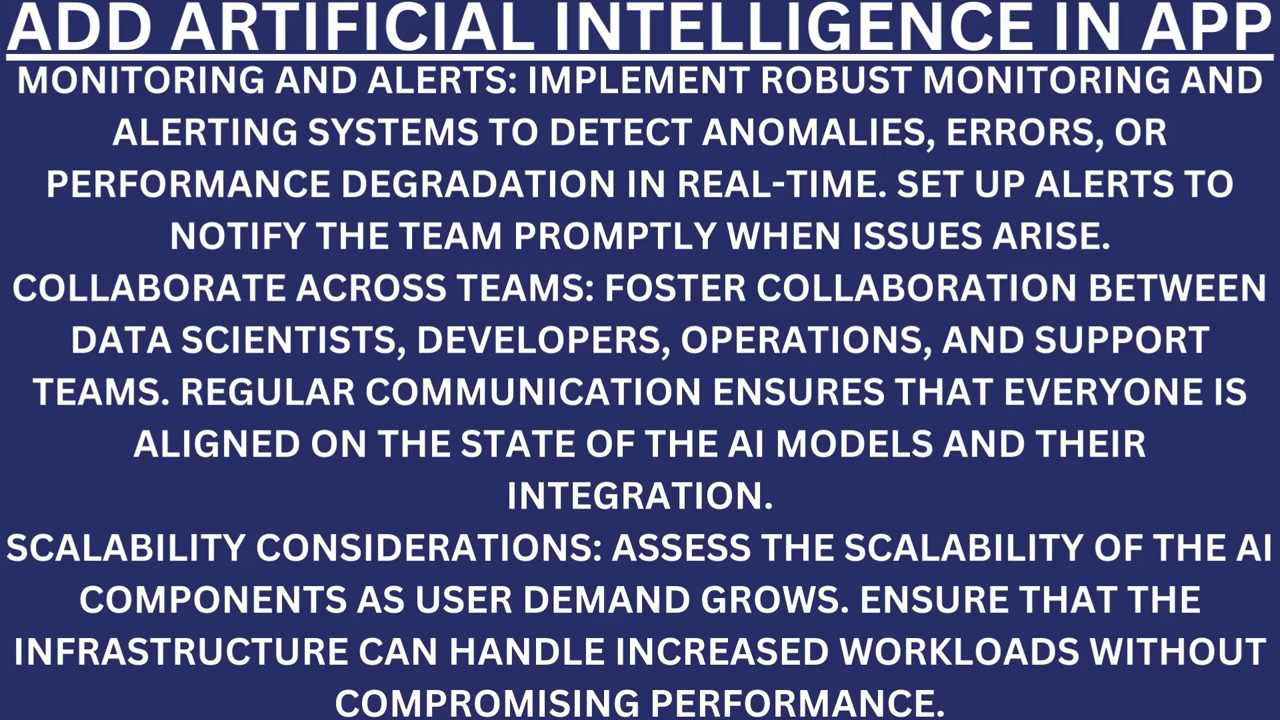 ADD ARTIFICIAL INTELLIGENCE IN APP
MONITORING AND ALERTS: IMPLEMENT ROBUST MONITORING AND
ALERTING SYSTEMS TO DETECT ANOMALIES, ERRORS, OR
PERFORMANCE DEGRADATION IN REAL-TIME. SET UP ALERTS TO
NOTIFY THE TEAM PROMPTLY WHEN ISSUES ARISE.
COLLABORATE ACROSS TEAMS: FOSTER COLLABORATION BETWEEN
DATA SCIENTISTS, DEVELOPERS, OPERATIONS, AND SUPPORT
TEAMS. REGULAR COMMUNICATION ENSURES THAT EVERYONE IS
ALIGNED ON THE STATE OF THE AI MODELS AND THEIR
INTEGRATION.
SCALABILITY CONSIDERATIONS: ASSESS THE SCALABILITY OF THE AI
COMPONENTS AS USER DEMAND GROWS. ENSURE THAT THE
INFRASTRUCTURE CAN HANDLE INCREASED WORKLOADS WITHOUT
COMPROMISING PERFORMANCE.